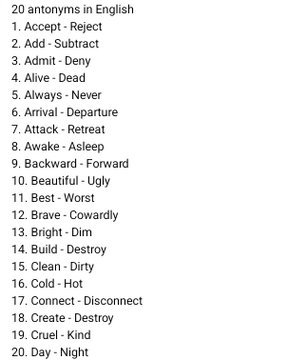 20 antonyms in English
1. Accept - Reject
2. Add - Subtract
3. Admit - Deny
4. Alive - Dead
5. Always - Never
6. Arrival - Departure
7. Attack - Retreat
8. Awake - Asleep
9. Backward - Forward
10. Beautiful - Ugly
11. Best - Worst
12. Brave - Cowardly
13. Bright - Dim
14. Build - Destroy
15. Clean - Dirty
16. Cold - Hot
17. Connect - Disconnect
18. Create - Destroy
19. Cruel - Kind
20. Day - Night